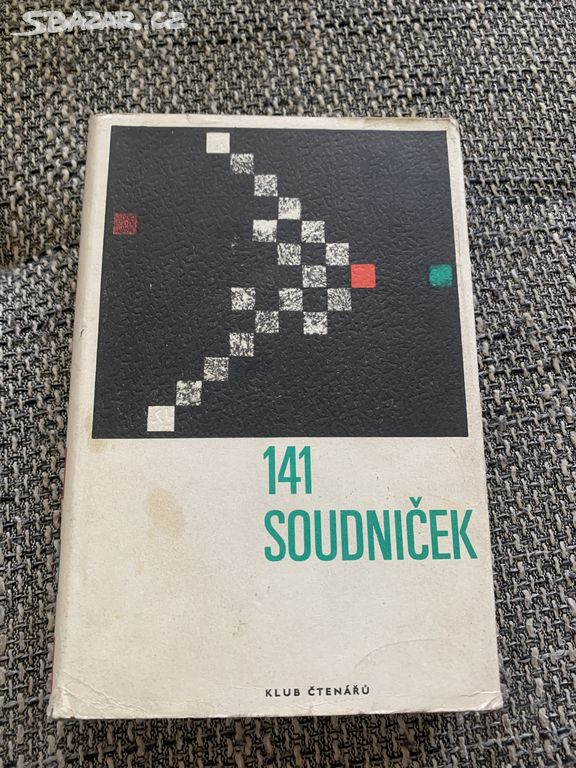 SBAZAR.CZ
141
SOUDNIČEK
KLUB ČTENÁŘŮ